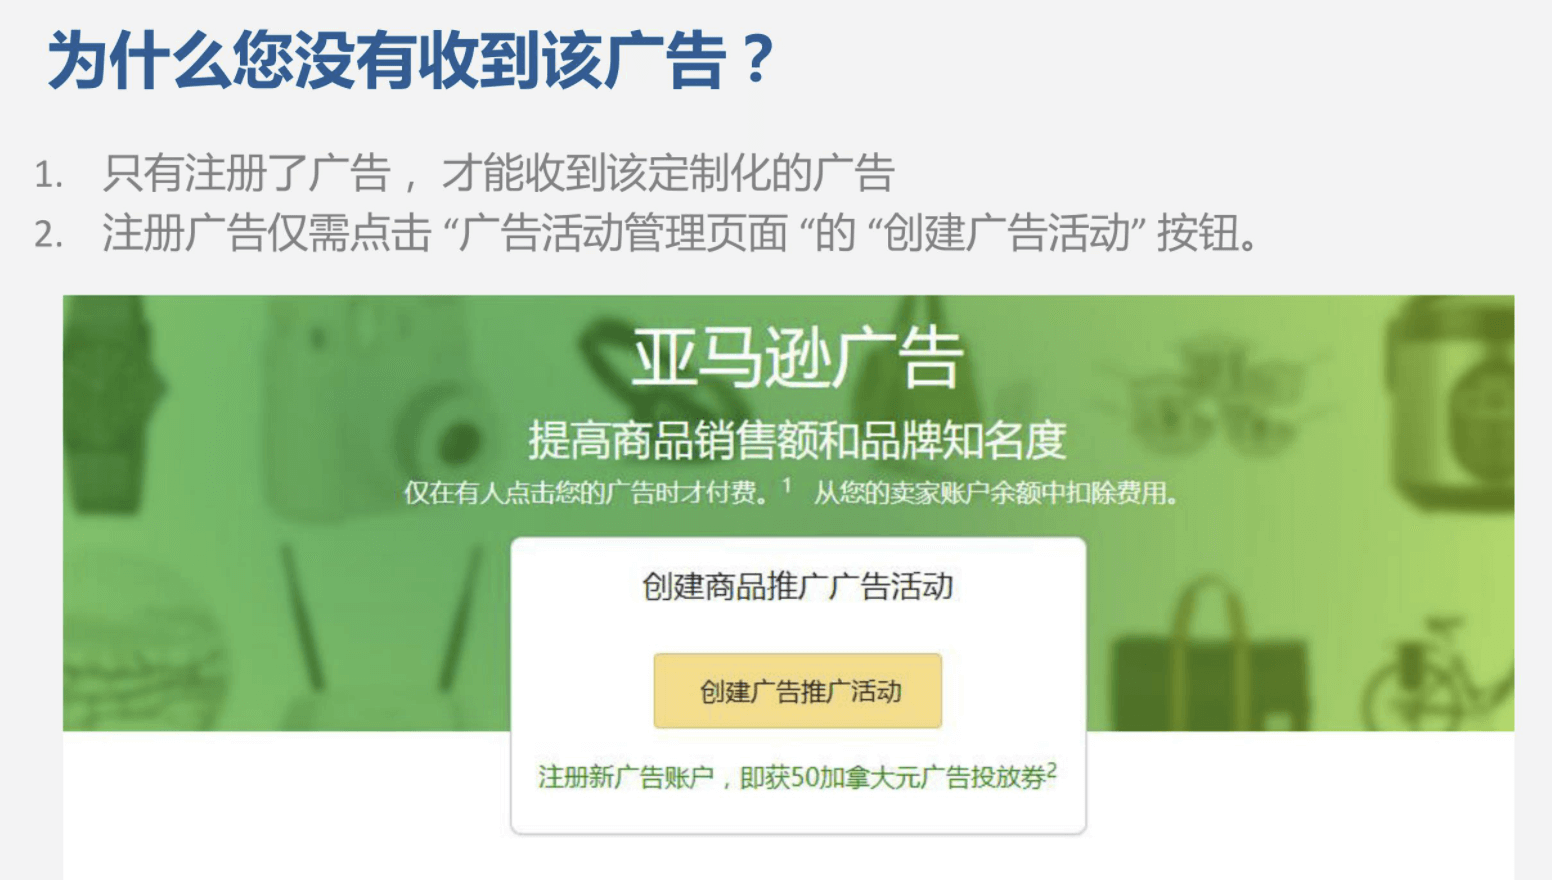 为什么您没有收到该广告？
1. 只有注册了广告，才能收到该定制化的广告
2. 注册广告仅需点击 “广告活动管理页面 “的 “创建广告活动” 按钮。
亚马逊广告
提高商品销售额和品牌知名度
仅在有人点击您的广告时才付费。¹ 从您的卖家账户余额中扣除费用。
创建商品推广广告活动
创建广告推广活动
注册新广告账户，即获50加拿大元广告投放券²